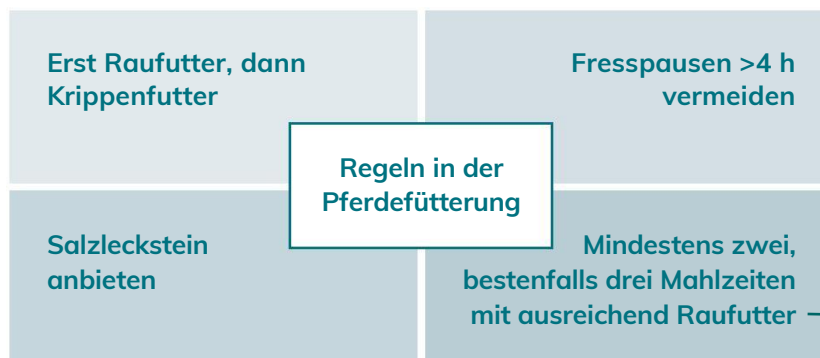 Erst Raufutter, dann
Krippenfutter
Fresspausen >4 h
vermeiden
Regeln in der
Pferdefütterung
Salzleckstein
anbieten
Mindestens zwei,
bestenfalls drei Mahlzeiten
mit ausreichend Raufutter